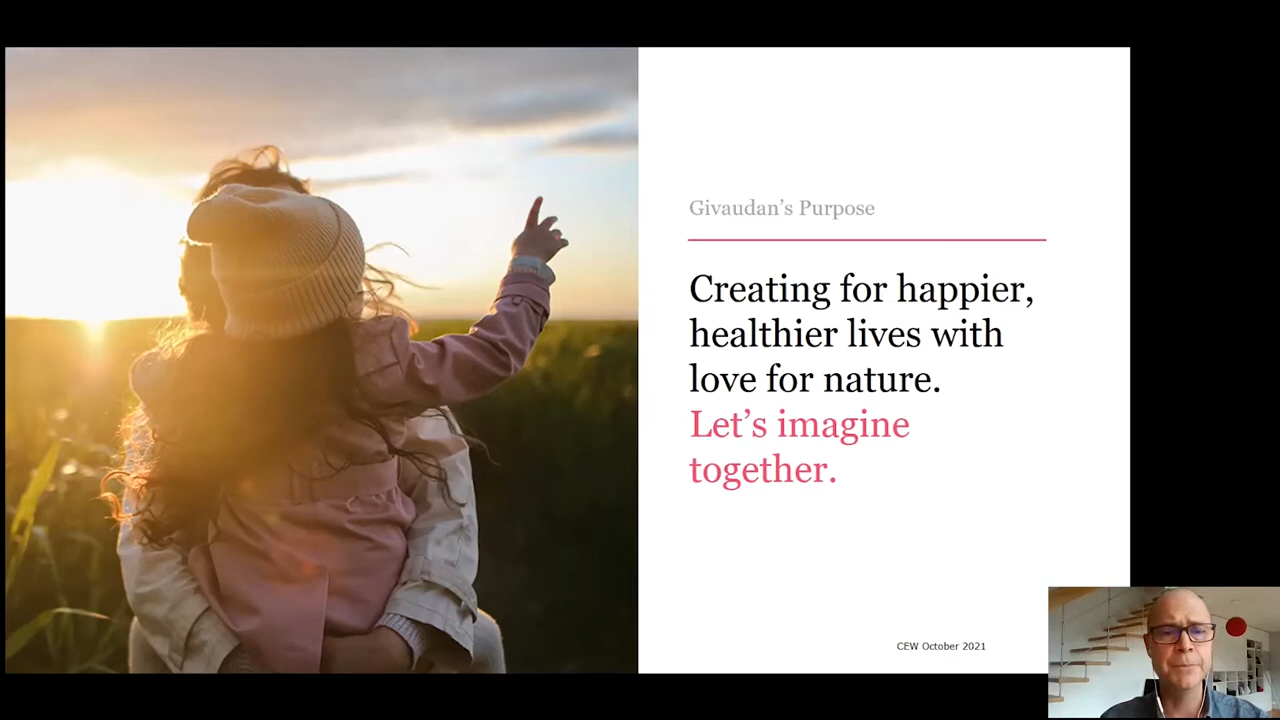 Givaudan’s Purpose
Creating for happier,
healthier lives with
love for nature.
Let’s imagine
together.
CEW October 2021